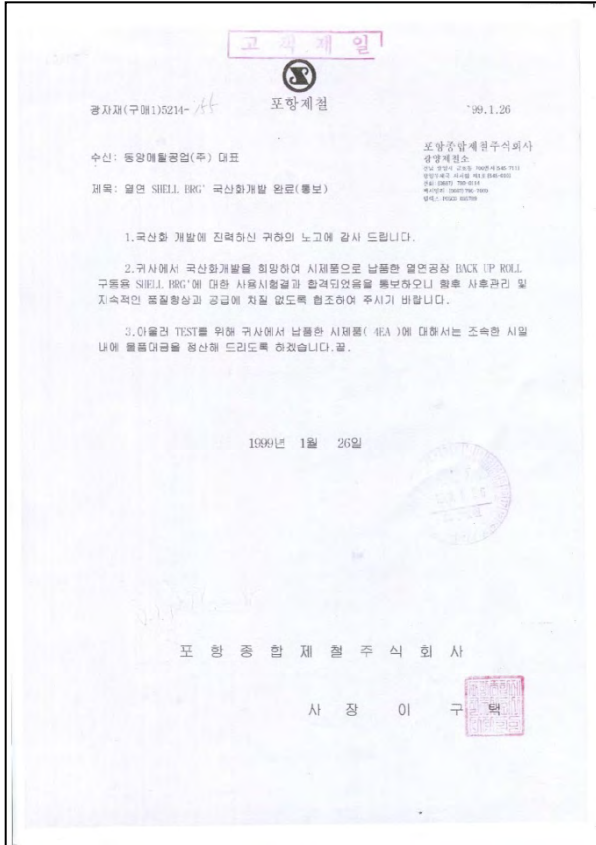 고객제일
포항제철
광자재(구매1)5214-
'99.1.26
포항종합제철주식회사
광양제철소
수신: 동양메탈공업(주) 대표
제목: 열연 SHELL BRG' 국산화개발 완료(통보)
1.국산화 개발에 진력하신 귀하의 노고에 감사 드립니다.
2.귀사에서 국산화개발을 희망하여 시제품으로 납품한 열연공장 BACK UP ROLL
구동용 SHELL BRG'에 대한 사용시험결과 합격되었음을 통보하오니 향후 사후관리 및
지속적인 품질향상과 공급에 차질 없도록 협조하여 주시기 바랍니다.
3.아울러 TEST를 위해 귀사에서 납품한 시제품( 4EA )에 대해서는 조속한 시일
내에 물품대금을 정산해 드리도록 하겠습니다.끝.
1999년 1월 26일
포 항 종 합 제 철 주 식 회 사
사 장 이 구 택